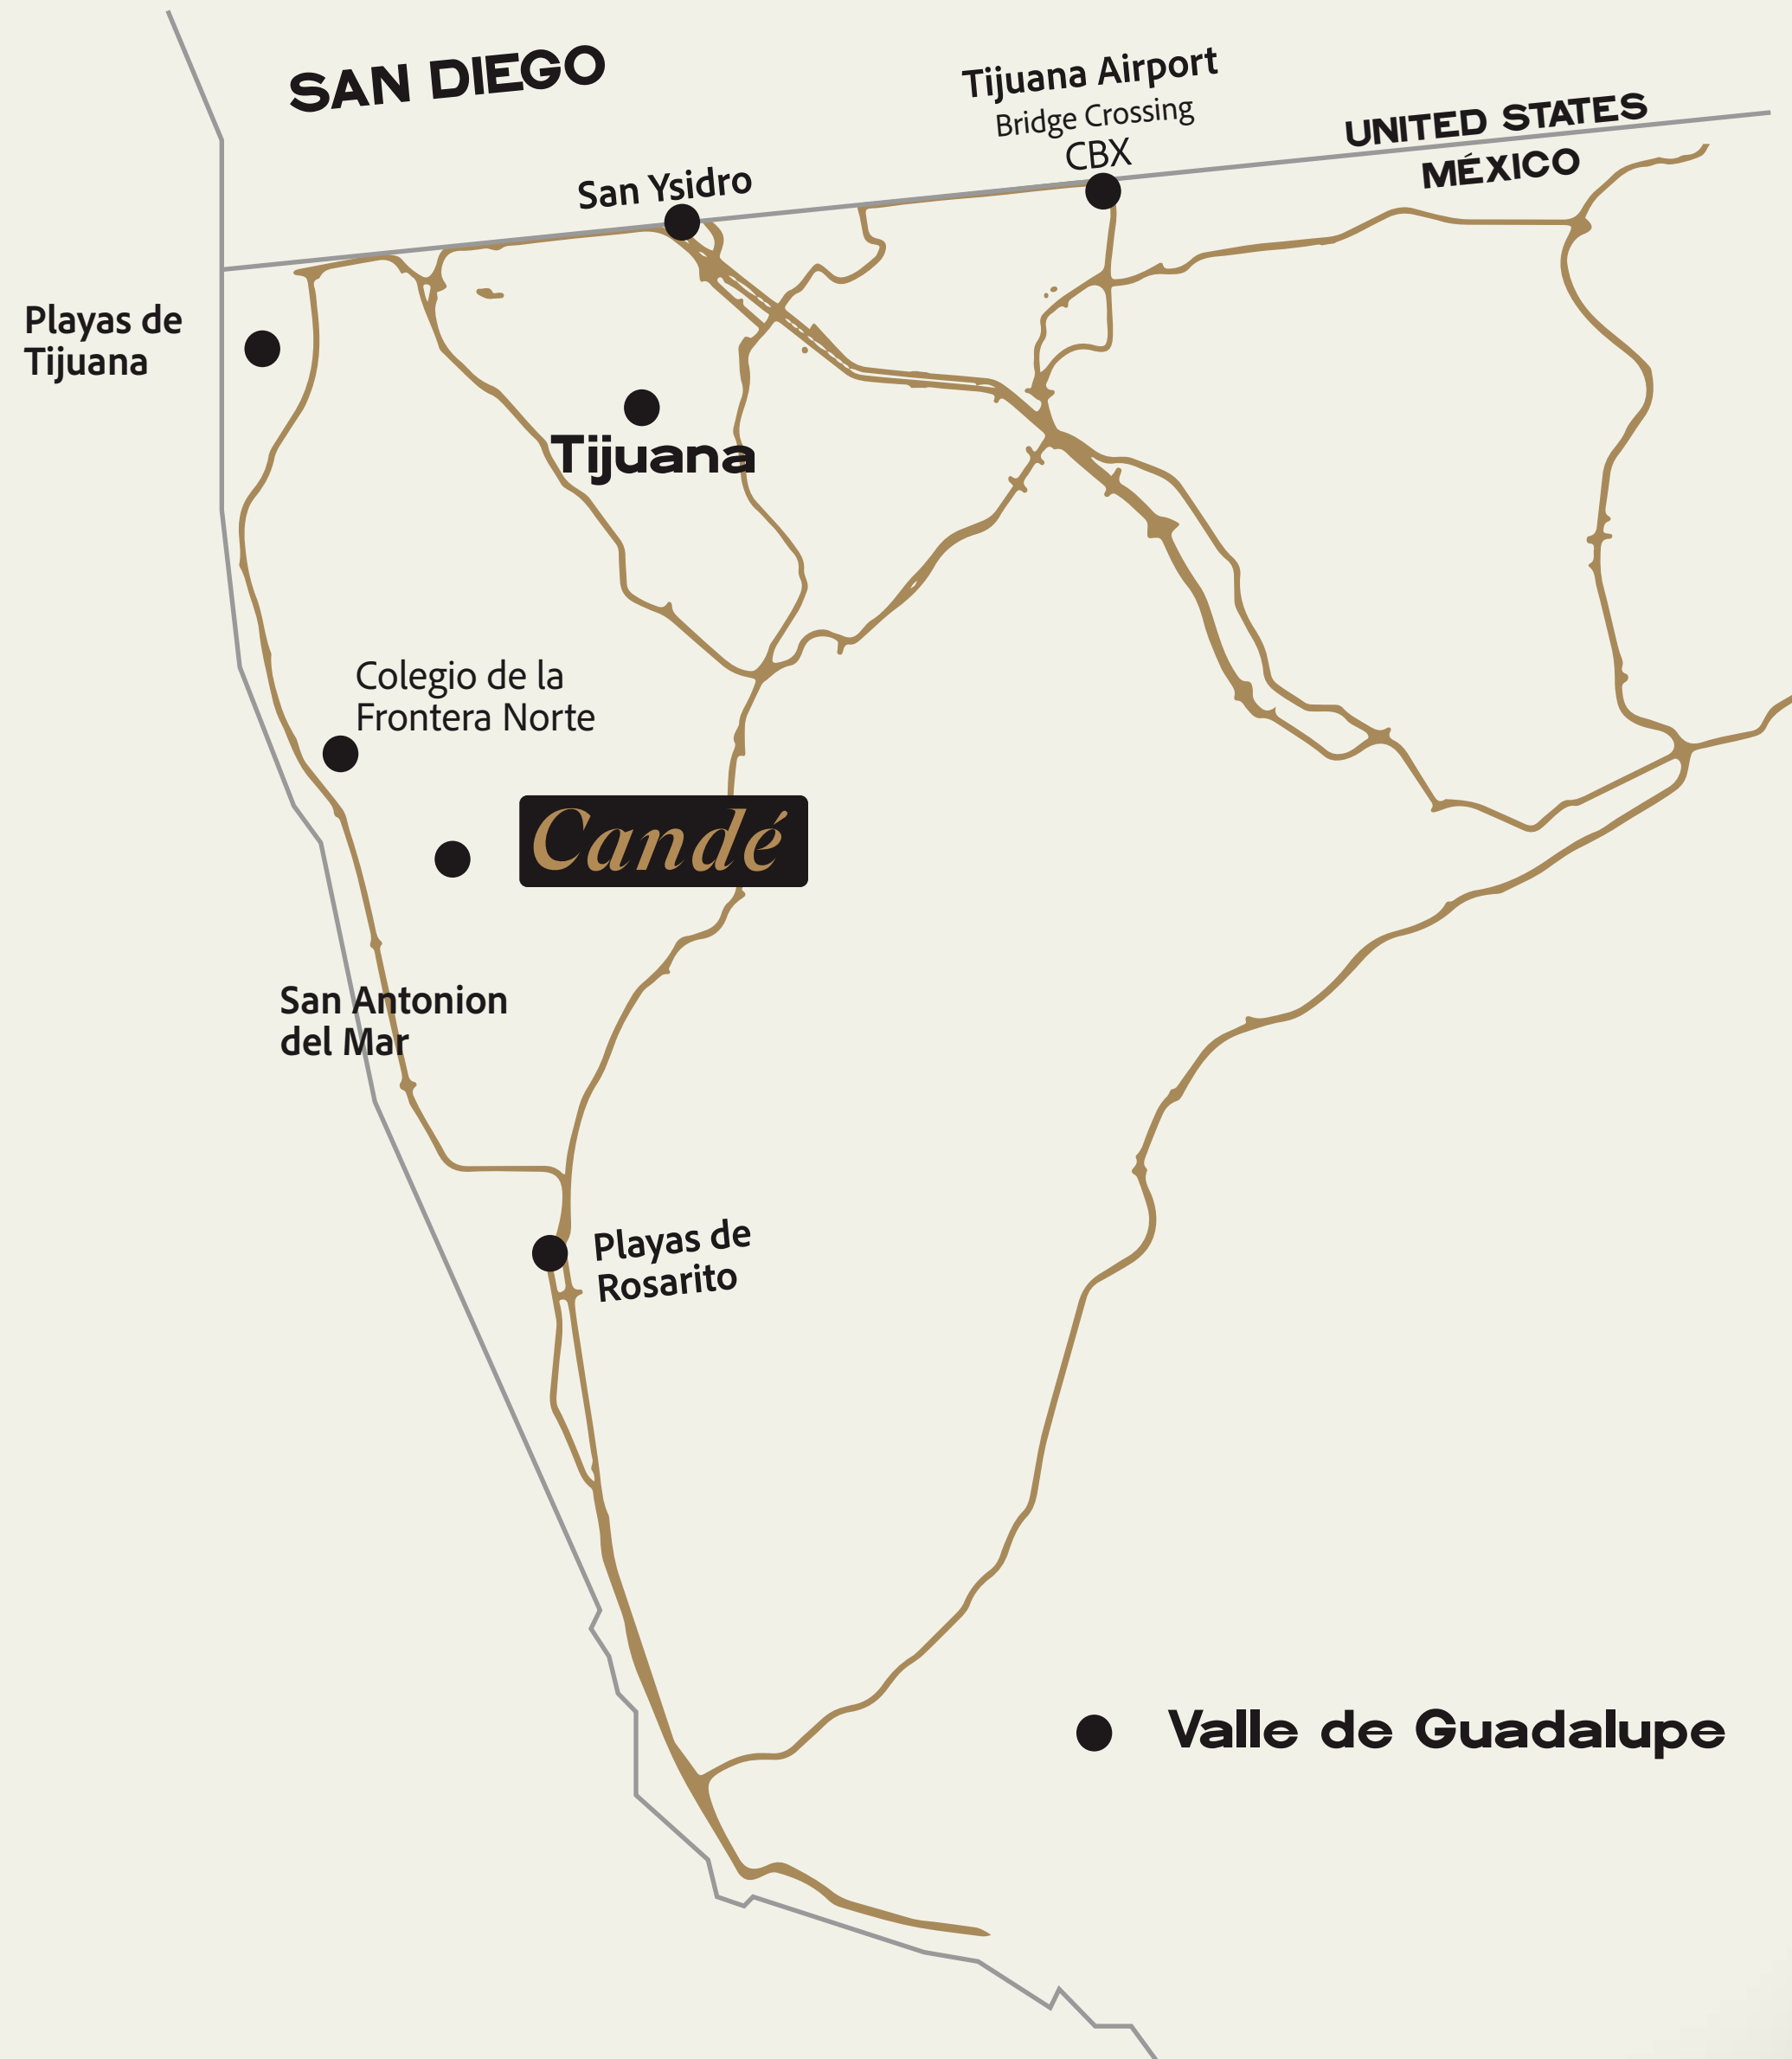 SAN DIEGO
Tijuana Airport
Bridge Crossing
CBX
UNITED STATES
MÉXICO
San Ysidro
Playas de
Tijuana
Tijuana
Colegio de la
Frontera Norte
Candé
San Antonion
del Mar
Playas de
Rosarito
Valle de Guadalupe